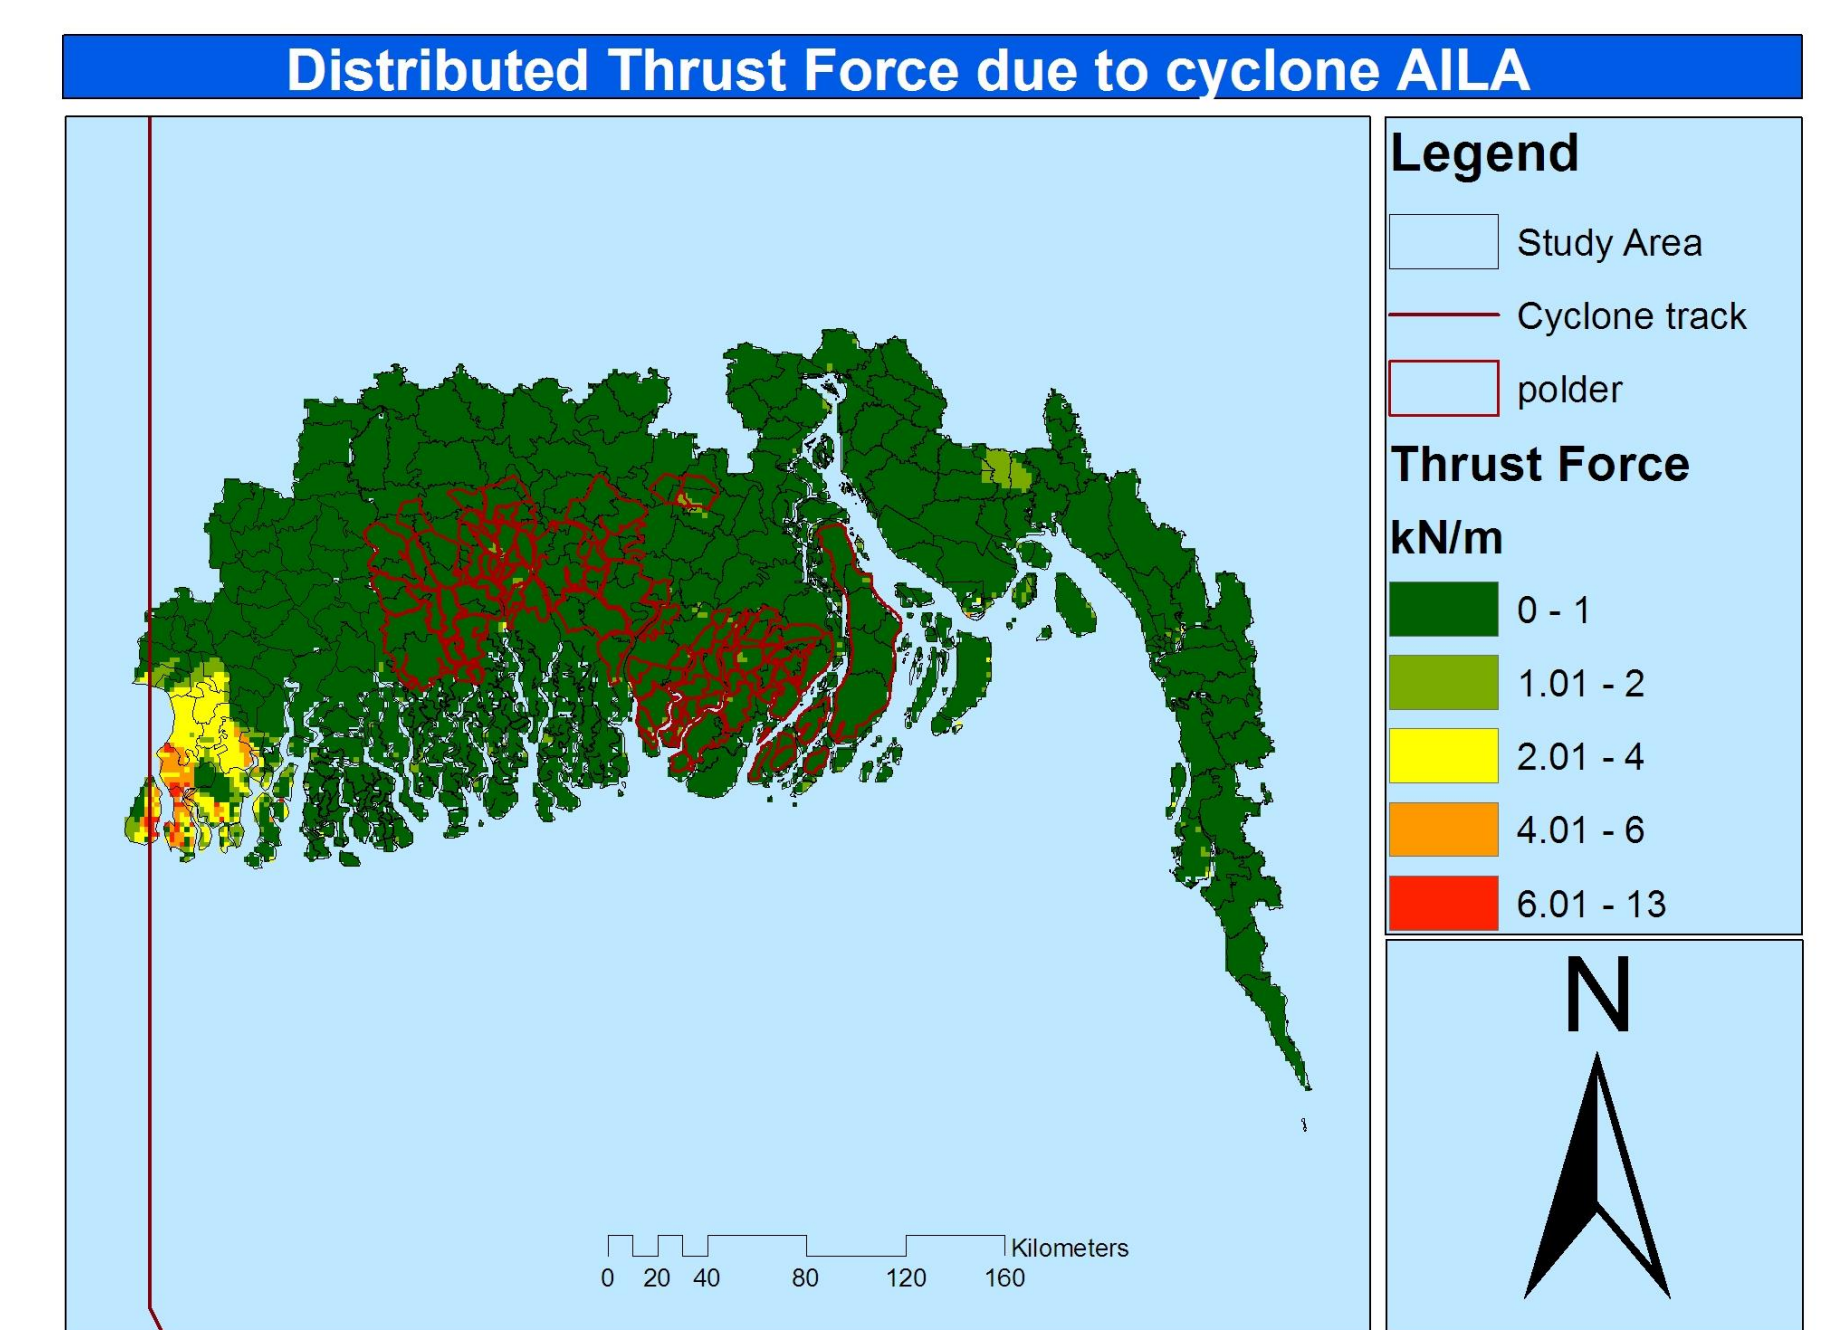 Distributed Thrust Force due to cyclone AILA
Legend
Study Area
Cyclone track
polder
Thrust Force
kN/m
0 - 1
1.01 - 2
2.01 - 4
4.01 - 6
6.01 - 13
N
Kilometers
0 20 40 80 120 160